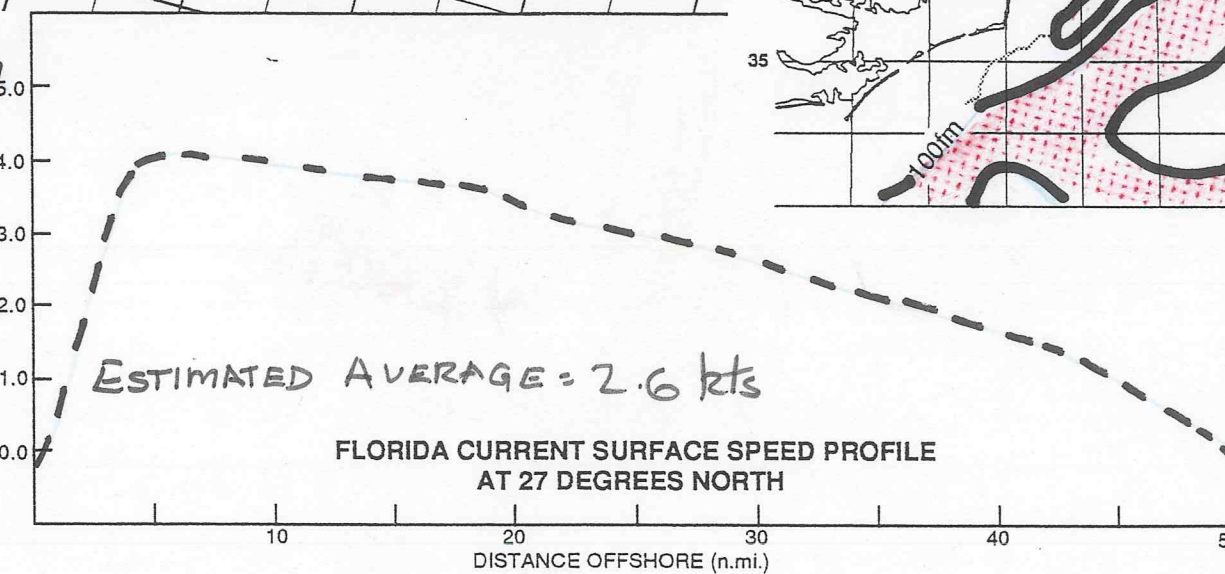 35
100fm
5.0
4.0
3.0
2.0
1.0
0.0
ESTIMATED AVERAGE = 2.6 kts
FLORIDA CURRENT SURFACE SPEED PROFILE
AT 27 DEGREES NORTH
10 20 30 40
DISTANCE OFFSHORE (n.mi.)